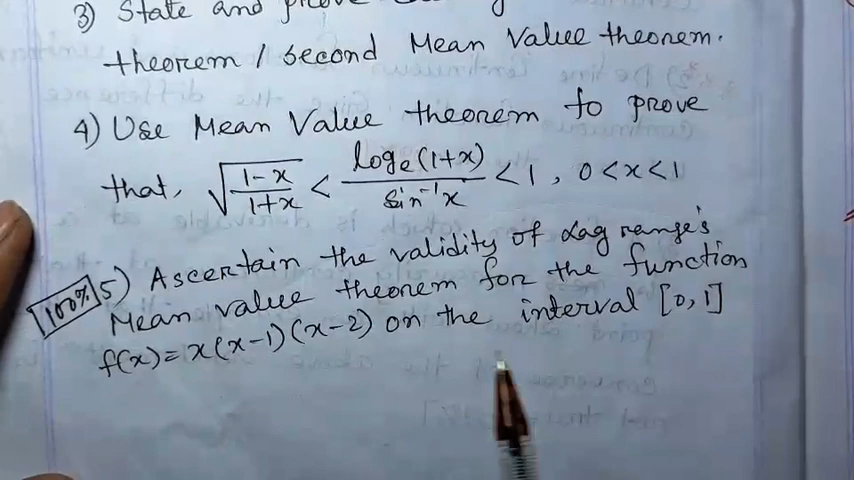 3) State and prove
theorem / second Mean Value theorem.
4) Use Mean Value theorem to prove
that, √((1-x)/(1+x)) < logₑ(1+x)/sin⁻¹x < 1, 0<x<1
5) Ascertain the validity of Lag range's
100% Mean value theorem for the function
f(x) = x(x-1)(x-2) on the interval [0,1]